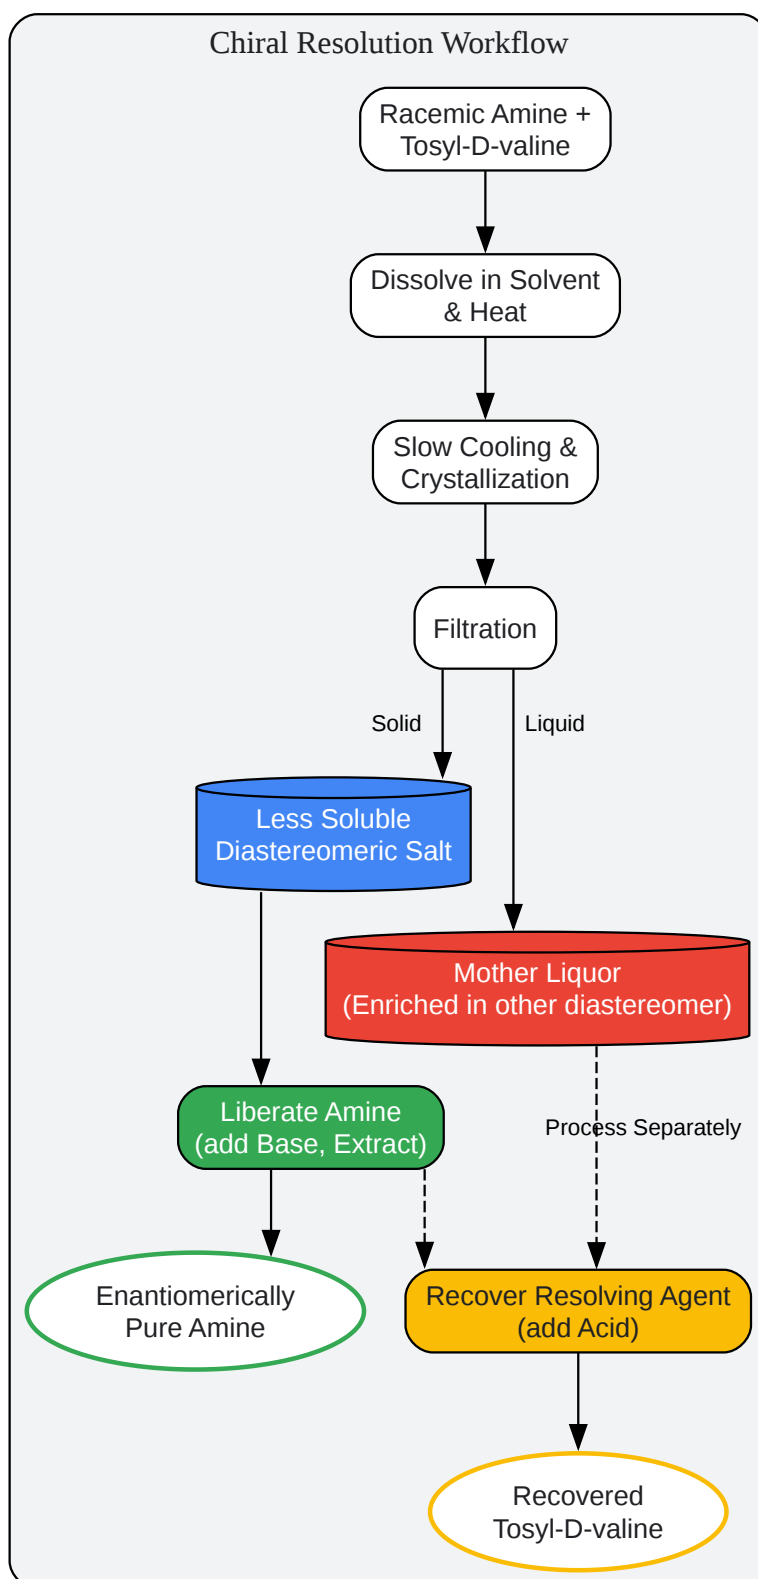 Chiral Resolution Workflow
Racemic Amine +
Tosyl-D-valine
Dissolve in Solvent
& Heat
Slow Cooling &
Crystallization
Filtration
Solid
Liquid
Less Soluble
Diastereomeric Salt
Mother Liquor
(Enriched in other diastereomer)
Liberate Amine
(add Base, Extract)
Process Separately
Enantiomerically
Pure Amine
Recover Resolving Agent
(add Acid)
Recovered
Tosyl-D-valine